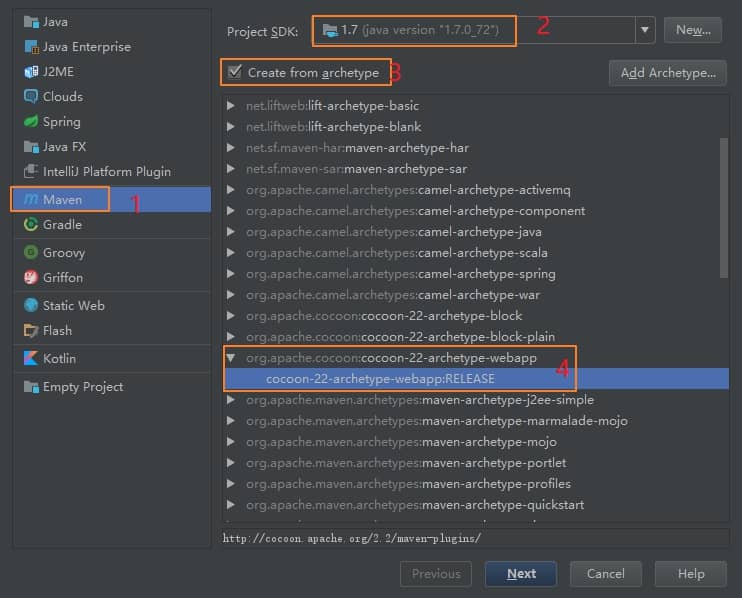 Java
Java Enterprise
J2ME
Clouds
Spring
Java FX
IntelliJ Platform Plugin
Maven 1
Gradle
Groovy
Griffon
Static Web
Flash
Kotlin
Empty Project
Project SDK: 1.7 (java version "1.7.0_72") 2 New...
Create from archetype 3 Add Archetype...
net.liftweb:lift-archetype-basic
net.liftweb:lift-archetype-blank
net.sf.maven-har:maven-archetype-har
net.sf.maven-sar:maven-archetype-sar
org.apache.camel.archetypes:camel-archetype-activemq
org.apache.camel.archetypes:camel-archetype-component
org.apache.camel.archetypes:camel-archetype-java
org.apache.camel.archetypes:camel-archetype-scala
org.apache.camel.archetypes:camel-archetype-spring
org.apache.camel.archetypes:camel-archetype-war
org.apache.cocoon:cocoon-22-archetype-block
org.apache.cocoon:cocoon-22-archetype-block-plain
org.apache.cocoon:cocoon-22-archetype-webapp 4
cocoon-22-archetype-webapp:RELEASE
org.apache.maven.archetypes:maven-archetype-j2ee-simple
org.apache.maven.archetypes:maven-archetype-marmalade-mojo
org.apache.maven.archetypes:maven-archetype-mojo
org.apache.maven.archetypes:maven-archetype-portlet
org.apache.maven.archetypes:maven-archetype-profiles
org.apache.maven.archetypes:maven-archetype-quickstart
http://cocoon.apache.org/2.2/maven-plugins/
Previous Next Cancel Help